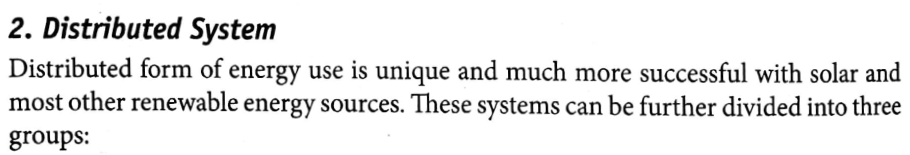 2. Distributed System
Distributed form of energy use is unique and much more successful with solar and
most other renewable energy sources. These systems can be further divided into three
groups: